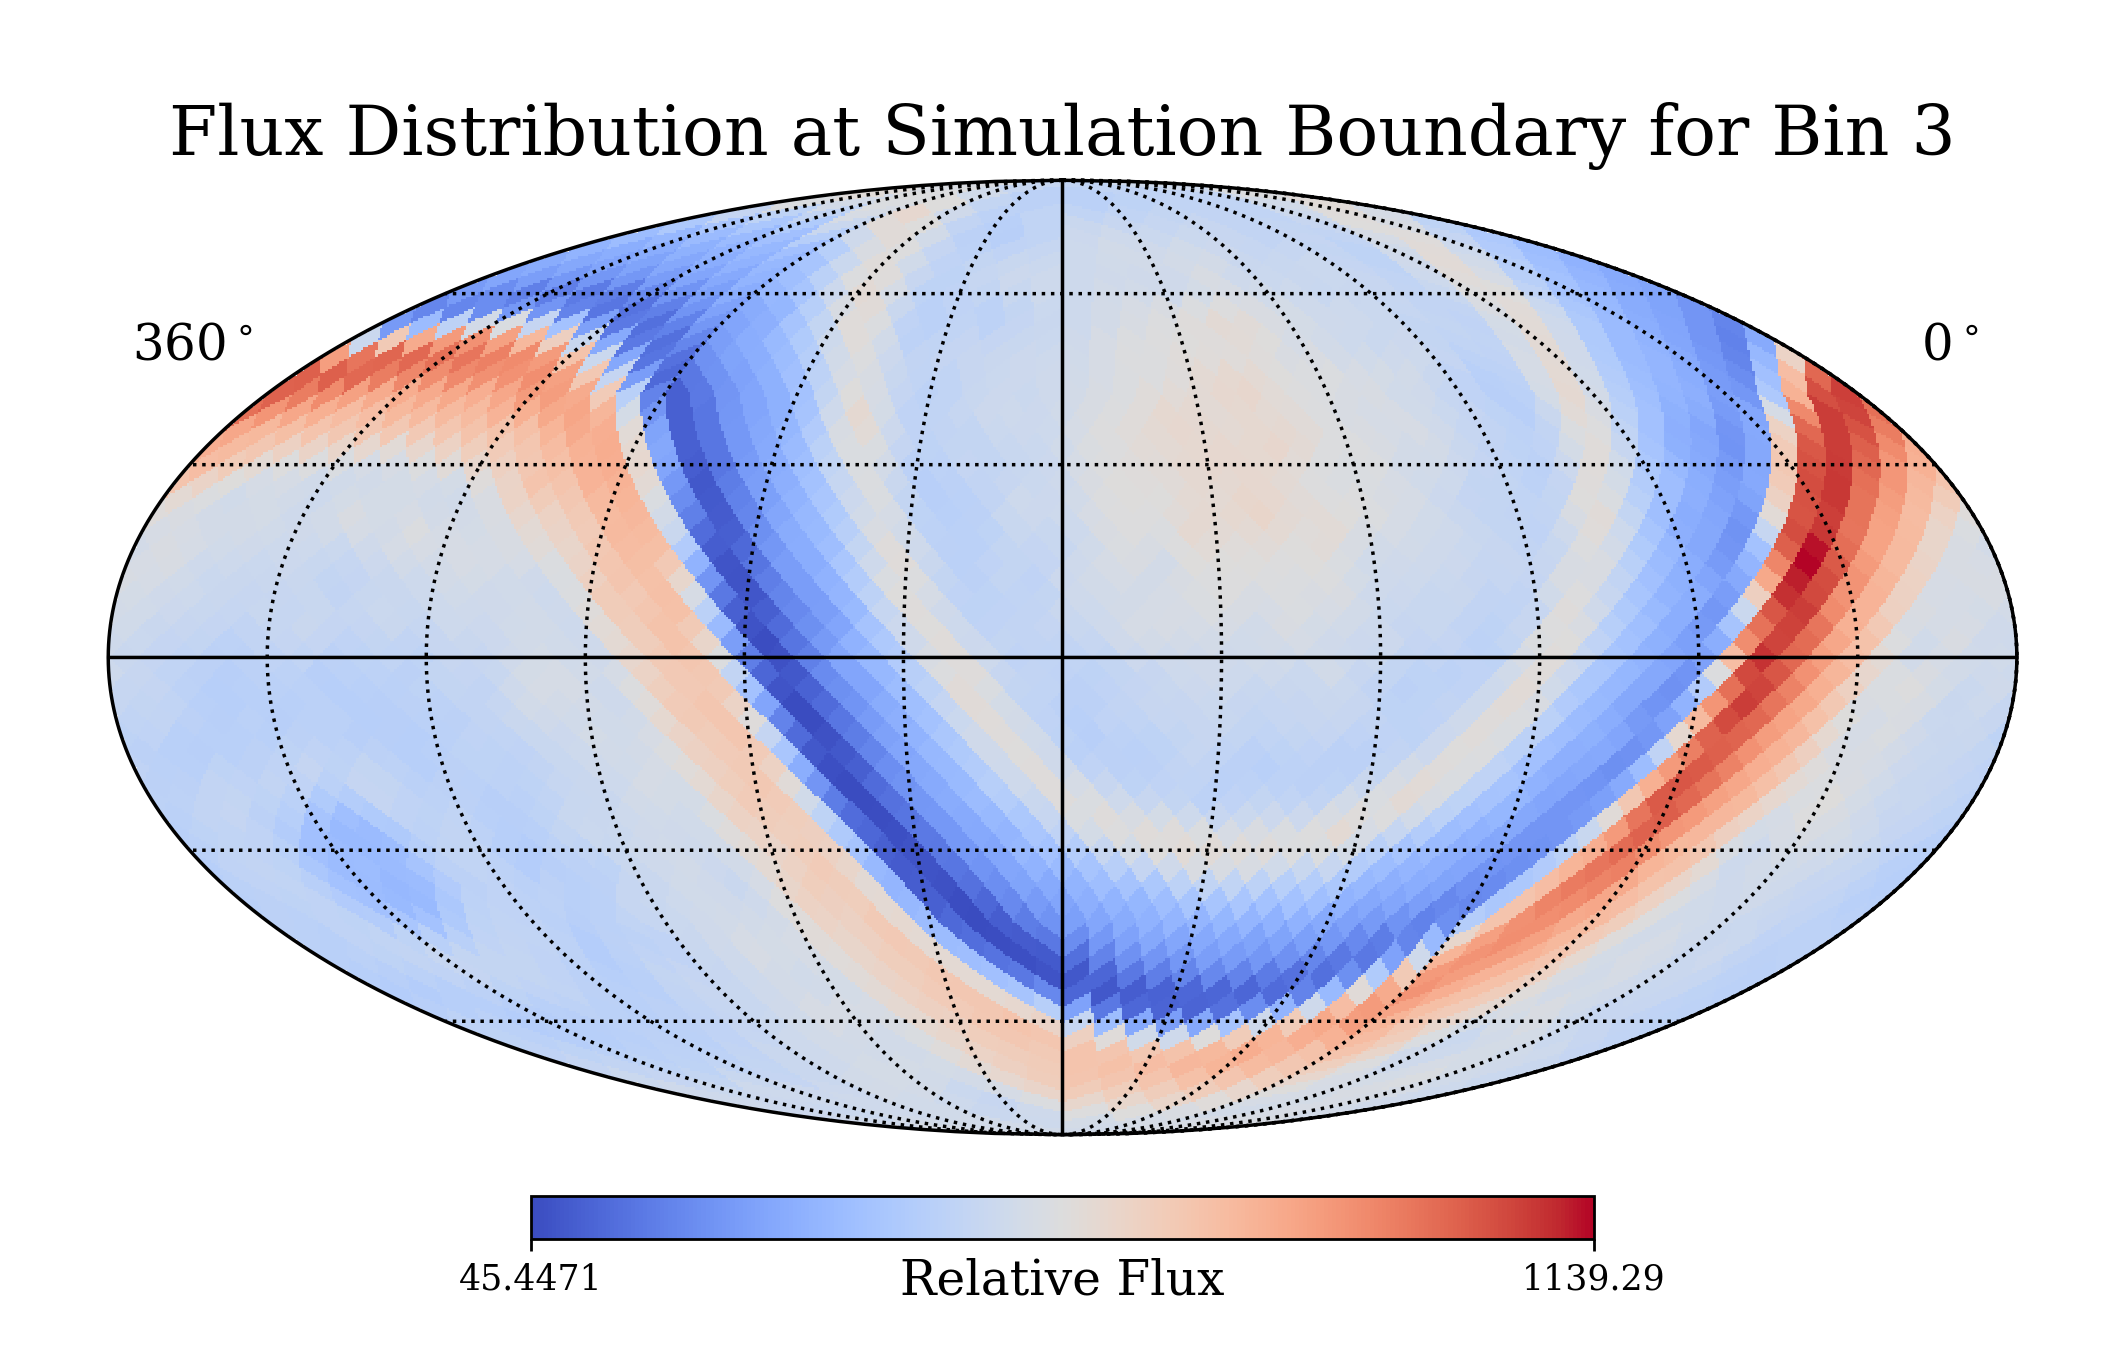 Flux Distribution at Simulation Boundary for Bin 3
360°
0°
45.4471
Relative Flux
1139.29